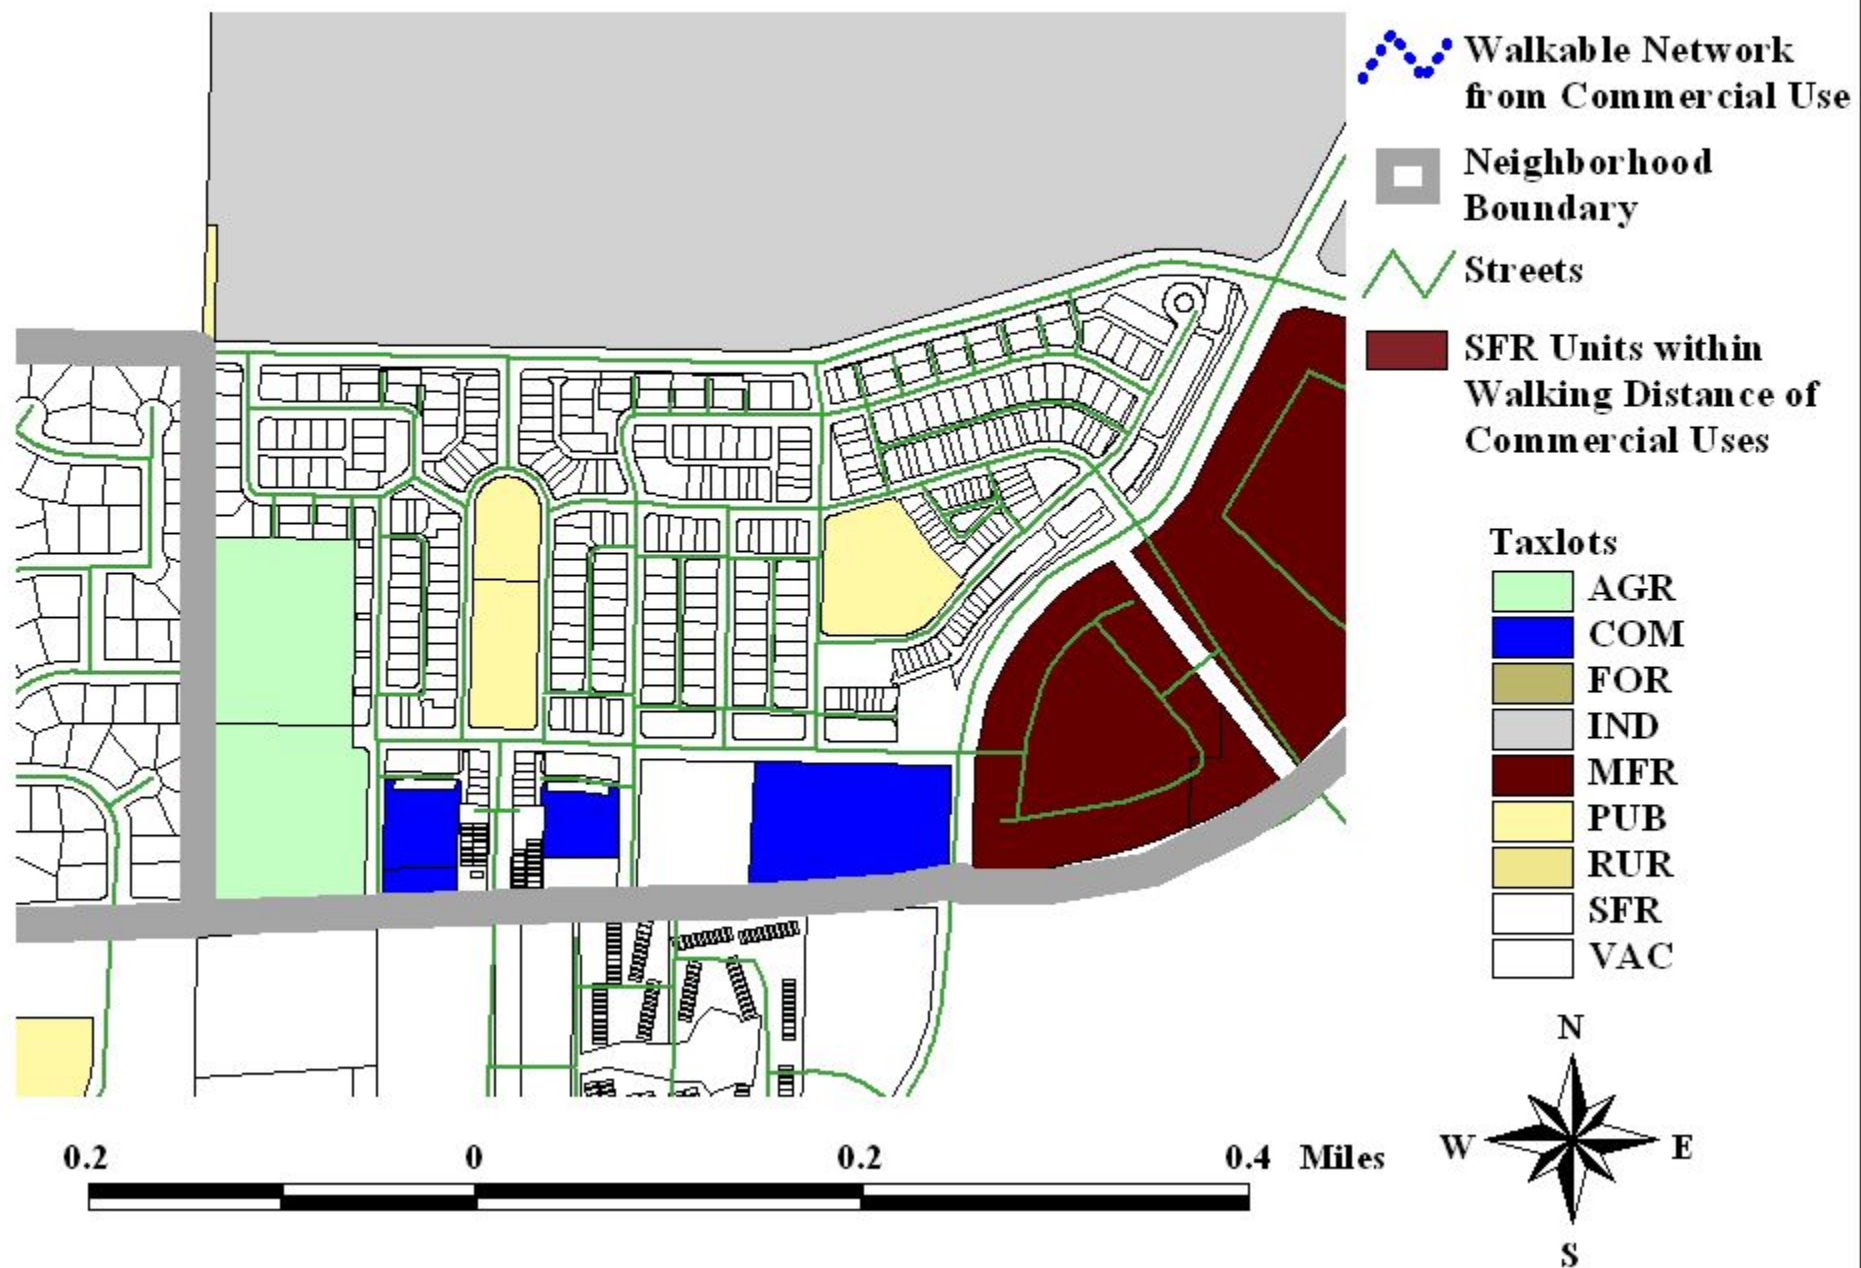 Walkable Network
from Commercial Use
Neighborhood
Boundary
Streets
SFR Units within
Walking Distance of
Commercial Uses
Taxlots
AGR
COM
FOR
IND
MFR
PUB
RUR
SFR
VAC
N
W E
S
0.2 0 0.2 0.4 Miles